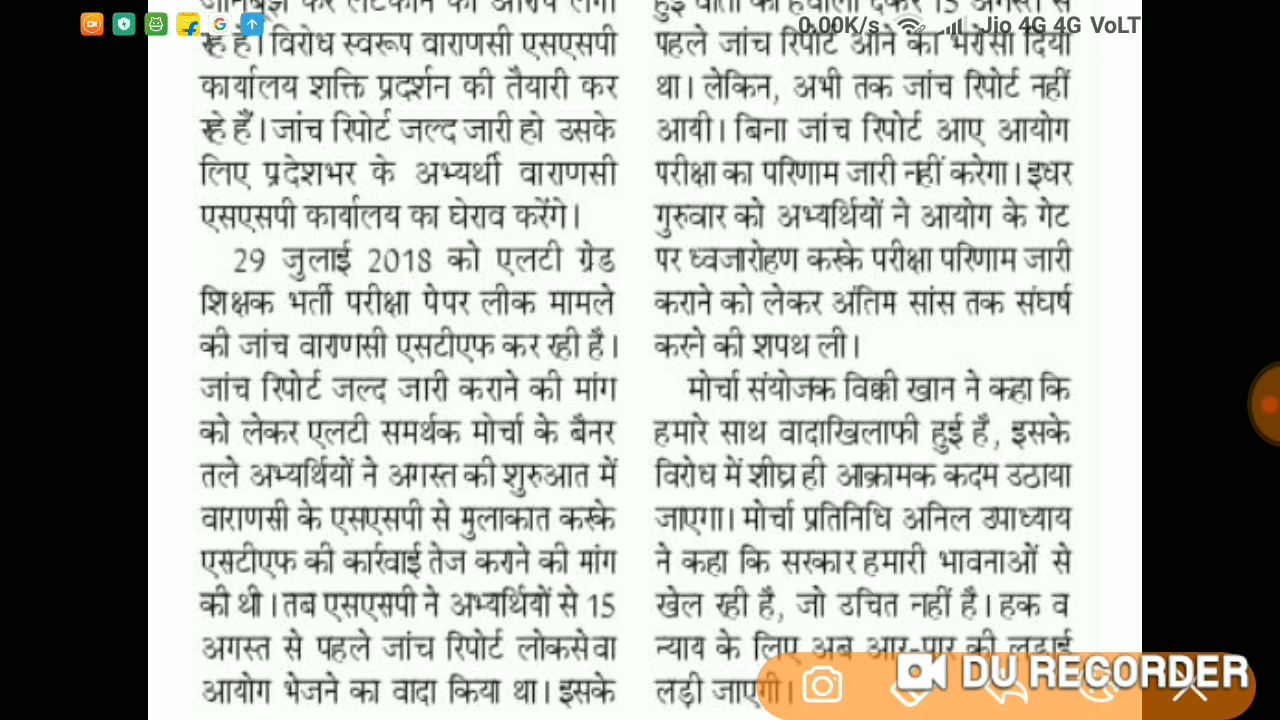 0.00K/s Jio 4G 4G VoLT
रहे हैं। विरोध स्वरूप वाराणसी एसएसपी
कार्यालय शक्ति प्रदर्शन की तैयारी कर
रहे हैं। जांच रिपोर्ट जल्द जारी हो उसके
लिए प्रदेशभर के अभ्यर्थी वाराणसी
एसएसपी कार्यालय का घेराव करेंगे।
29 जुलाई 2018 को एलटी ग्रेड
शिक्षक भर्ती परीक्षा पेपर लीक मामले
की जांच वाराणसी एसटीएफ कर रही है।
जांच रिपोर्ट जल्द जारी कराने की मांग
को लेकर एलटी समर्थक मोर्चा के बैनर
तले अभ्यर्थियों ने अगस्त की शुरुआत में
वाराणसी के एसएसपी से मुलाकात करके
एसटीएफ की कार्रवाई तेज कराने की मांग
की थी। तब एसएसपी ने अभ्यर्थियों से 15
अगस्त से पहले जांच रिपोर्ट लोकसेवा
आयोग भेजने का वादा किया था। इसके
पहले जांच रिपोर्ट आने का भरोसा दिया
था। लेकिन, अभी तक जांच रिपोर्ट नहीं
आयी। बिना जांच रिपोर्ट आए आयोग
परीक्षा का परिणाम जारी नहीं करेगा। इधर
गुरुवार को अभ्यर्थियों ने आयोग के गेट
पर ध्वजारोहण करके परीक्षा परिणाम जारी
कराने को लेकर अंतिम सांस तक संघर्ष
करने की शपथ ली।
मोर्चा संयोजक विक्की खान ने कहा कि
हमारे साथ वादाखिलाफी हुई है, इसके
विरोध में शीघ्र ही आक्रामक कदम उठाया
जाएगा। मोर्चा प्रतिनिधि अनिल उपाध्याय
ने कहा कि सरकार हमारी भावनाओं से
खेल रही है, जो उचित नहीं है। हक व
न्याय के लिए अब आर-पार की लड़ाई
लड़ी जाएगी।
DU RECORDER